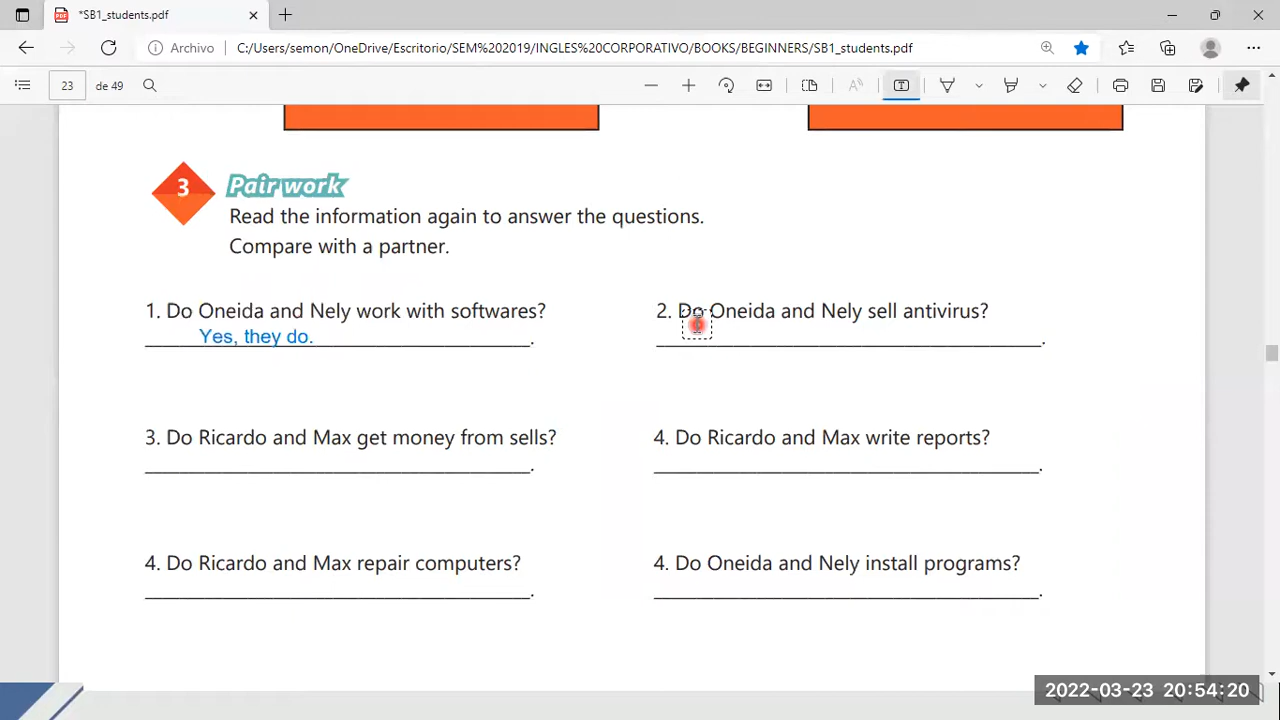 *SB1_students.pdf
Archivo
C:/Users/semon/OneDrive/Escritorio/SEM%202019/INGLES%20CORPORATIVO/BOOKS/BEGINNERS/SB1_students.pdf
23 de 49
3
Pair work
Read the information again to answer the questions.
Compare with a partner.
1. Do Oneida and Nely work with softwares?
Yes, they do.
2. Do Oneida and Nely sell antivirus?
3. Do Ricardo and Max get money from sells?
4. Do Ricardo and Max write reports?
4. Do Ricardo and Max repair computers?
4. Do Oneida and Nely install programs?
2022-03-23 20:54:20